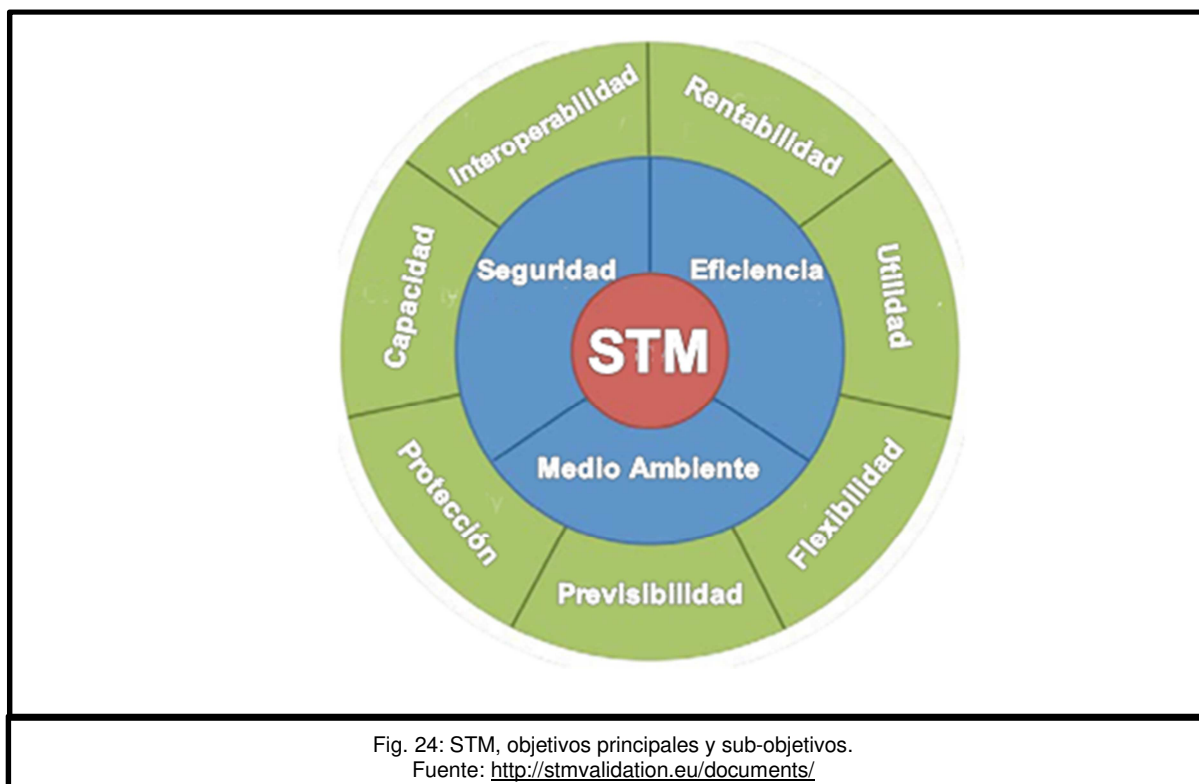 Interoperabilidad
Rentabilidad
Capacidad
Seguridad
Eficiencia
Utilidad
STM
Medio Ambiente
Protección
Flexibilidad
Previsibilidad
Fig. 24: STM, objetivos principales y sub-objetivos.
Fuente: http://stmvalidation.eu/documents/